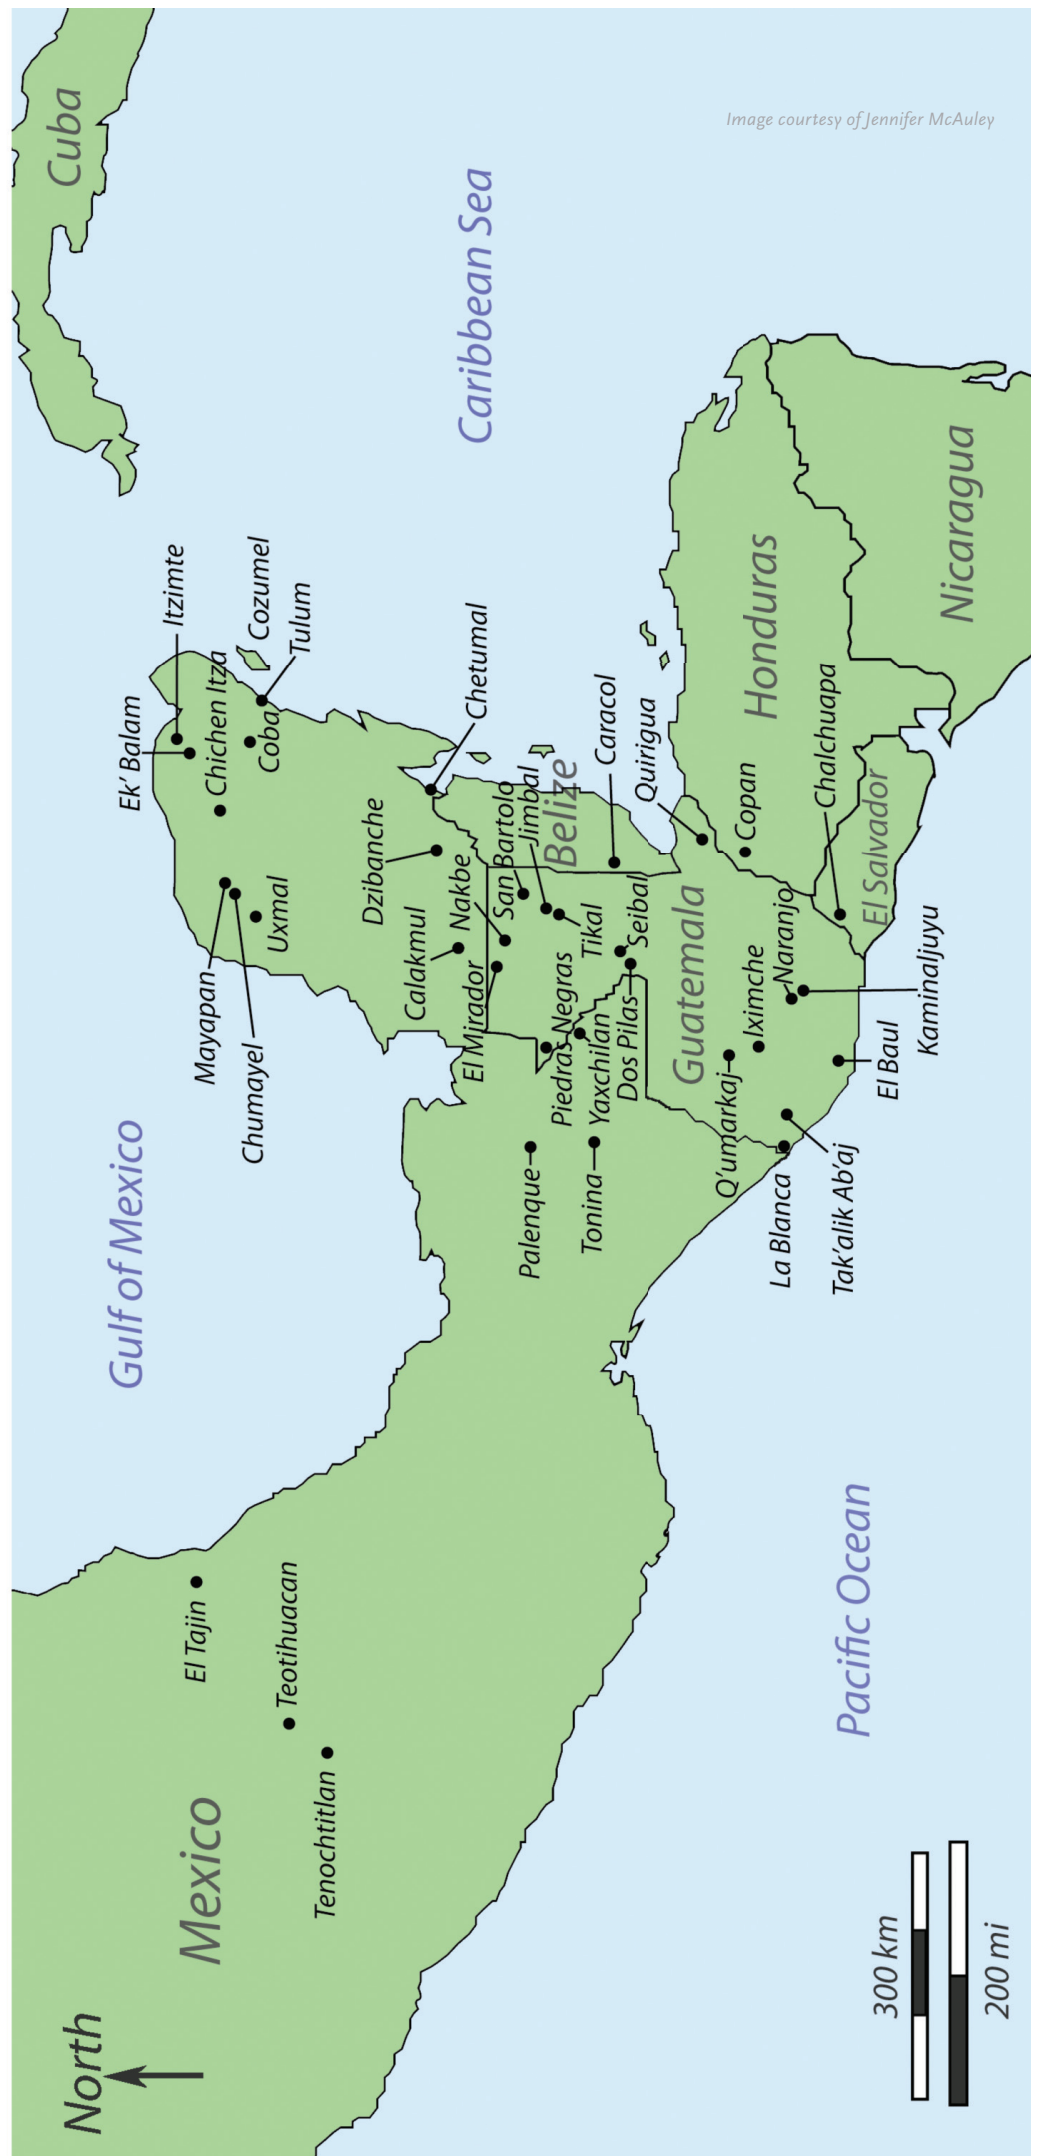 North
Mexico
Gulf of Mexico
Caribbean Sea
Cuba
Image courtesy of Jennifer McAuley
Pacific Ocean
300 km
200 mi
El Tajin
Teotihuacan
Tenochtitlan
Mayapan
Chumayel
Uxmal
Ek' Balam
Itzimte
Chichen Itza
Coba
Cozumel
Tulum
Chetumal
Dzibanche
Calakmul
El Mirador
Nakbe
San Bartolo
Jimbal
Tikal
Belize
Caracol
Palenque
Piedras Negras
Yaxchilan
Tonina
Dos Pilas
Seibal
Guatemala
Quirigua
Copan
Honduras
Q'umarkaj
Iximche
Naranjo
Kaminaljuyu
La Blanca
Tak'alik Ab'aj
El Baul
Chalchuapa
El Salvador
Nicaragua